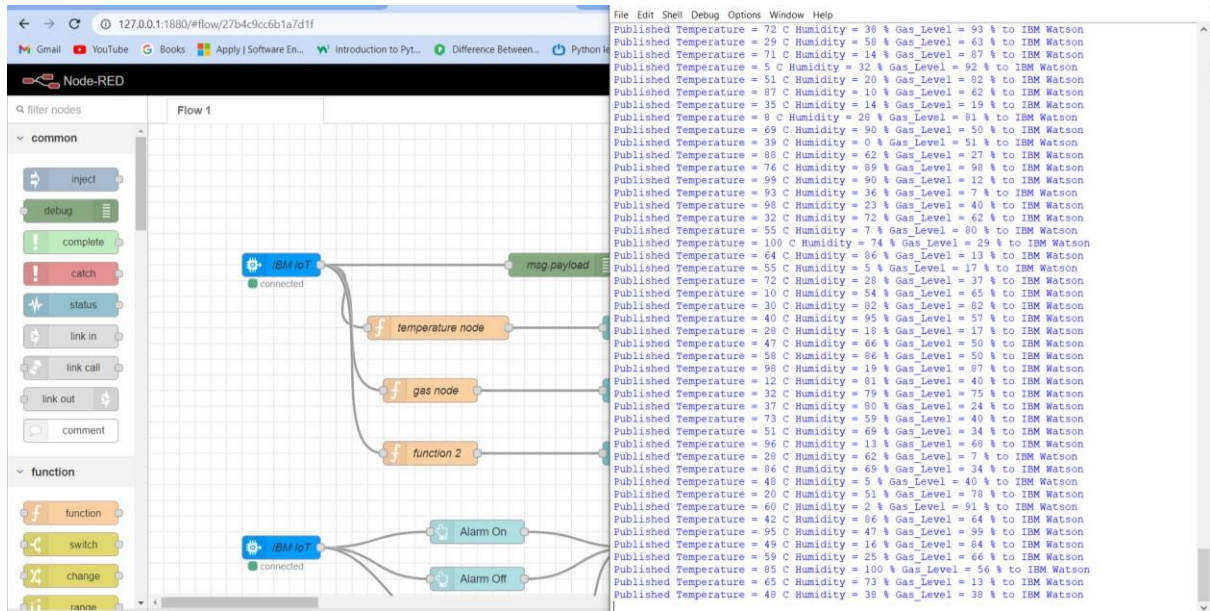 127.0.0.1:1880/#flow/27b4c9cc6b1a7d1f
Gmail YouTube Books Apply | Software En... Introduction to Pyt... Difference Between... Python le
Node-RED
filter nodes
Flow 1
common
inject
debug
complete
catch
status
link in
link call
link out
comment
function
function
switch
change
range
IBM IoT
connected
msg.payload
temperature node
gas node
function 2
IBM IoT
connected
Alarm On
Alarm Off
File Edit Shell Debug Options Window Help
Published Temperature = 72 C Humidity = 38 % Gas_Level = 93 % to IBM Watson
Published Temperature = 29 C Humidity = 58 % Gas_Level = 63 % to IBM Watson
Published Temperature = 71 C Humidity = 14 % Gas_Level = 87 % to IBM Watson
Published Temperature = 5 C Humidity = 32 % Gas_Level = 92 % to IBM Watson
Published Temperature = 51 C Humidity = 20 % Gas_Level = 82 % to IBM Watson
Published Temperature = 87 C Humidity = 10 % Gas_Level = 62 % to IBM Watson
Published Temperature = 35 C Humidity = 14 % Gas_Level = 19 % to IBM Watson
Published Temperature = 8 C Humidity = 28 % Gas_Level = 81 % to IBM Watson
Published Temperature = 69 C Humidity = 90 % Gas_Level = 50 % to IBM Watson
Published Temperature = 39 C Humidity = 0 % Gas_Level = 51 % to IBM Watson
Published Temperature = 88 C Humidity = 62 % Gas_Level = 27 % to IBM Watson
Published Temperature = 76 C Humidity = 89 % Gas_Level = 98 % to IBM Watson
Published Temperature = 99 C Humidity = 90 % Gas_Level = 12 % to IBM Watson
Published Temperature = 93 C Humidity = 36 % Gas_Level = 7 % to IBM Watson
Published Temperature = 98 C Humidity = 23 % Gas_Level = 40 % to IBM Watson
Published Temperature = 32 C Humidity = 72 % Gas_Level = 62 % to IBM Watson
Published Temperature = 55 C Humidity = 7 % Gas_Level = 80 % to IBM Watson
Published Temperature = 100 C Humidity = 74 % Gas_Level = 29 % to IBM Watson
Published Temperature = 64 C Humidity = 86 % Gas_Level = 13 % to IBM Watson
Published Temperature = 55 C Humidity = 5 % Gas_Level = 17 % to IBM Watson
Published Temperature = 72 C Humidity = 28 % Gas_Level = 37 % to IBM Watson
Published Temperature = 10 C Humidity = 54 % Gas_Level = 65 % to IBM Watson
Published Temperature = 30 C Humidity = 82 % Gas_Level = 82 % to IBM Watson
Published Temperature = 40 C Humidity = 95 % Gas_Level = 57 % to IBM Watson
Published Temperature = 28 C Humidity = 18 % Gas_Level = 17 % to IBM Watson
Published Temperature = 47 C Humidity = 66 % Gas_Level = 50 % to IBM Watson
Published Temperature = 58 C Humidity = 86 % Gas_Level = 50 % to IBM Watson
Published Temperature = 98 C Humidity = 19 % Gas_Level = 87 % to IBM Watson
Published Temperature = 12 C Humidity = 81 % Gas_Level = 40 % to IBM Watson
Published Temperature = 32 C Humidity = 79 % Gas_Level = 75 % to IBM Watson
Published Temperature = 37 C Humidity = 80 % Gas_Level = 24 % to IBM Watson
Published Temperature = 73 C Humidity = 59 % Gas_Level = 40 % to IBM Watson
Published Temperature = 51 C Humidity = 69 % Gas_Level = 34 % to IBM Watson
Published Temperature = 96 C Humidity = 13 % Gas_Level = 68 % to IBM Watson
Published Temperature = 28 C Humidity = 62 % Gas_Level = 7 % to IBM Watson
Published Temperature = 86 C Humidity = 69 % Gas_Level = 34 % to IBM Watson
Published Temperature = 48 C Humidity = 5 % Gas_Level = 40 % to IBM Watson
Published Temperature = 20 C Humidity = 51 % Gas_Level = 78 % to IBM Watson
Published Temperature = 60 C Humidity = 2 % Gas_Level = 91 % to IBM Watson
Published Temperature = 42 C Humidity = 86 % Gas_Level = 64 % to IBM Watson
Published Temperature = 95 C Humidity = 47 % Gas_Level = 99 % to IBM Watson
Published Temperature = 49 C Humidity = 16 % Gas_Level = 84 % to IBM Watson
Published Temperature = 59 C Humidity = 25 % Gas_Level = 66 % to IBM Watson
Published Temperature = 85 C Humidity = 100 % Gas_Level = 56 % to IBM Watson
Published Temperature = 65 C Humidity = 73 % Gas_Level = 13 % to IBM Watson
Published Temperature = 48 C Humidity = 38 % Gas_Level = 38 % to IBM Watson